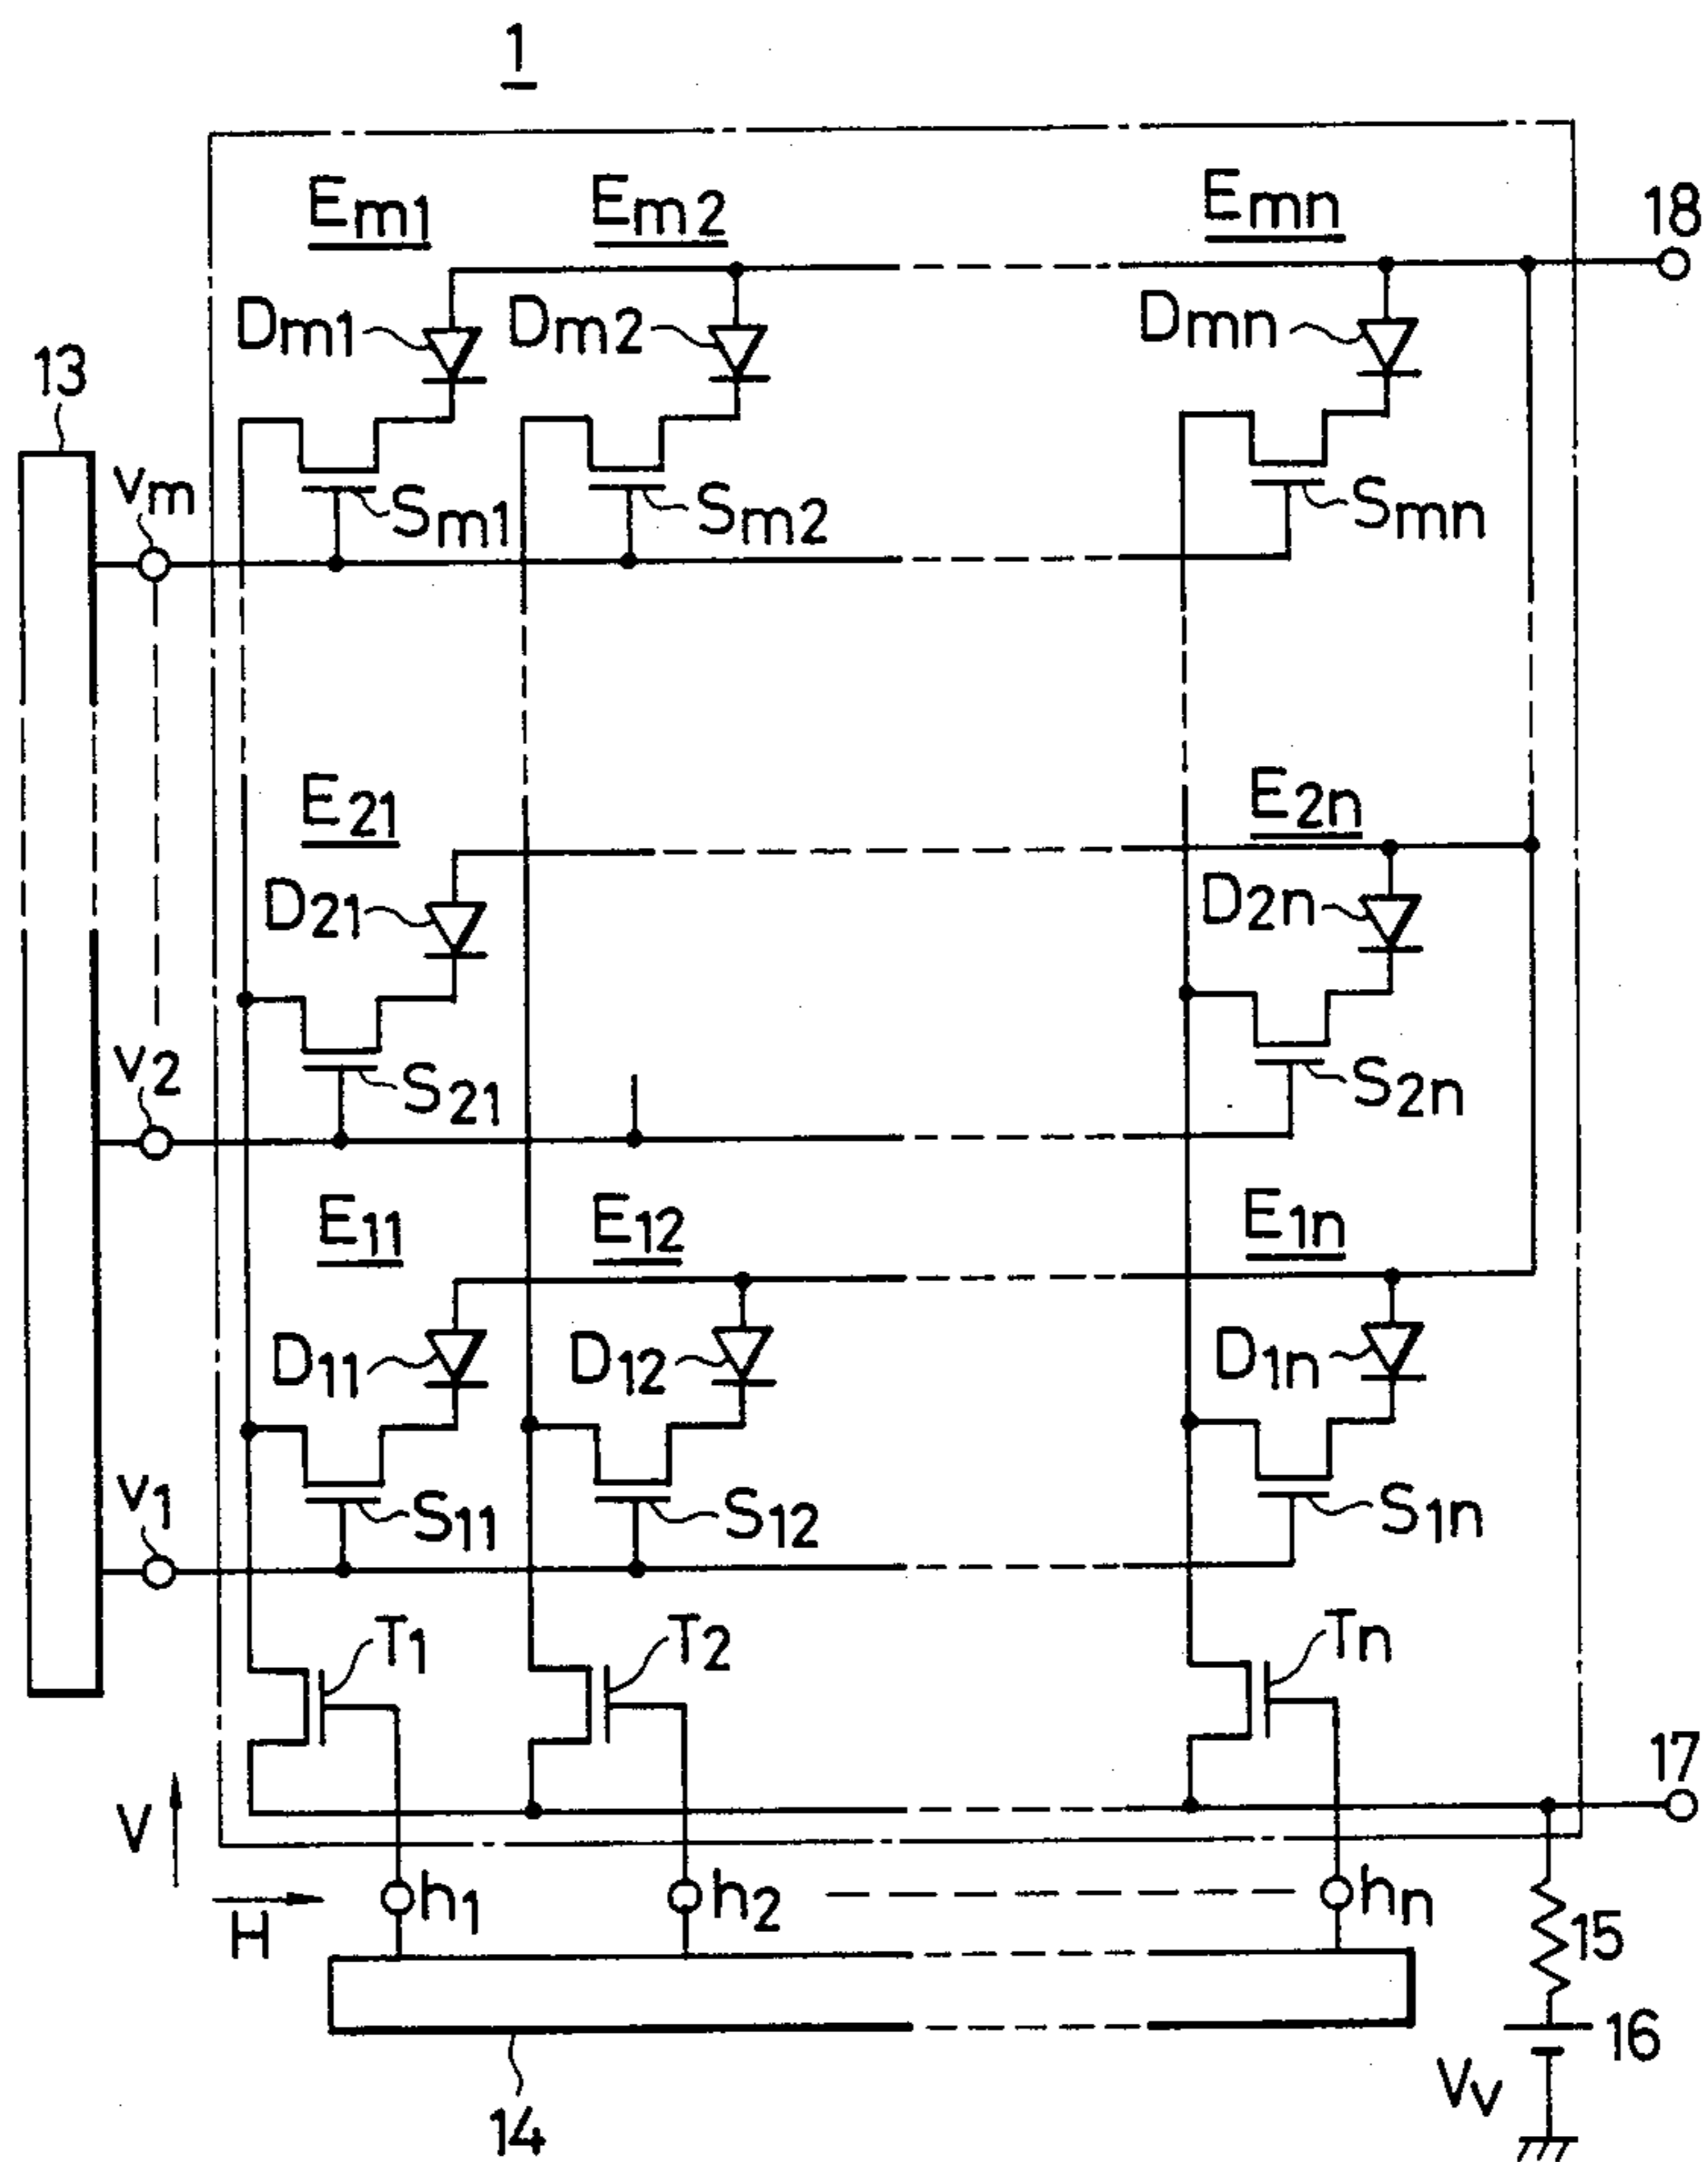 1
Em1 Em2 Emn
18
Dm1 Dm2 Dmn
13
vm
Sm1 Sm2 Smn
E21 E2n
D21 D2n
v2
S21 S2n
E11 E12 E1n
D11 D12 D1n
v1
S11 S12 S1n
T1 T2 Tn
17
V
h1 h2 hn
H
15
16
Vv
14